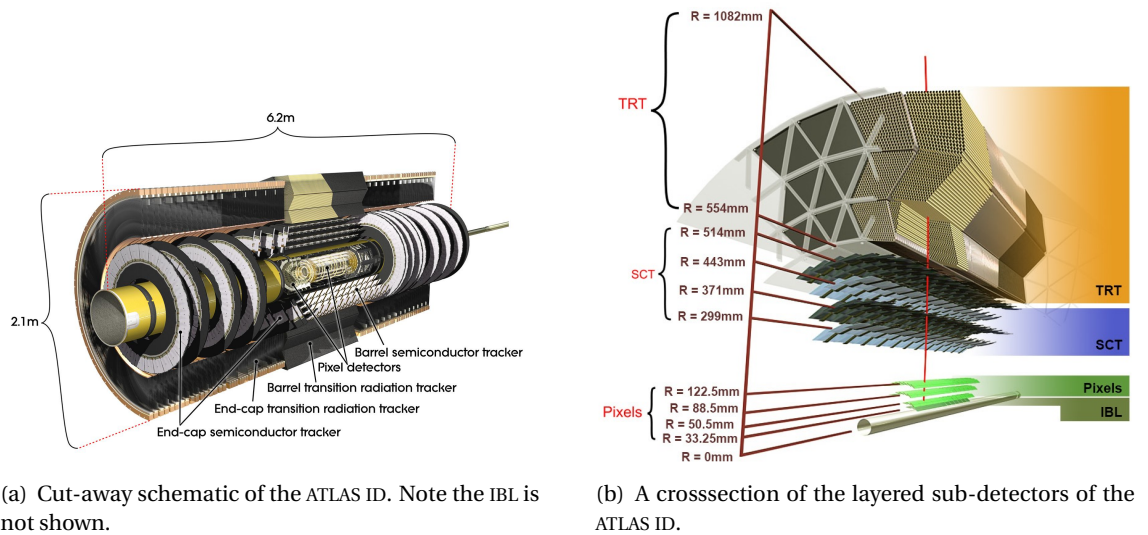 6.2m
2.1m
Barrel semiconductor tracker
Pixel detectors
Barrel transition radiation tracker
End-cap transition radiation tracker
End-cap semiconductor tracker
(a) Cut-away schematic of the ATLAS ID. Note the IBL is
not shown.
R = 1082mm
TRT
R = 554mm
R = 514mm
R = 443mm
SCT
R = 371mm
R = 299mm
R = 122.5mm
R = 88.5mm
Pixels
R = 50.5mm
R = 33.25mm
R = 0mm
TRT
SCT
Pixels
IBL
(b) A crosssection of the layered sub-detectors of the
ATLAS ID.